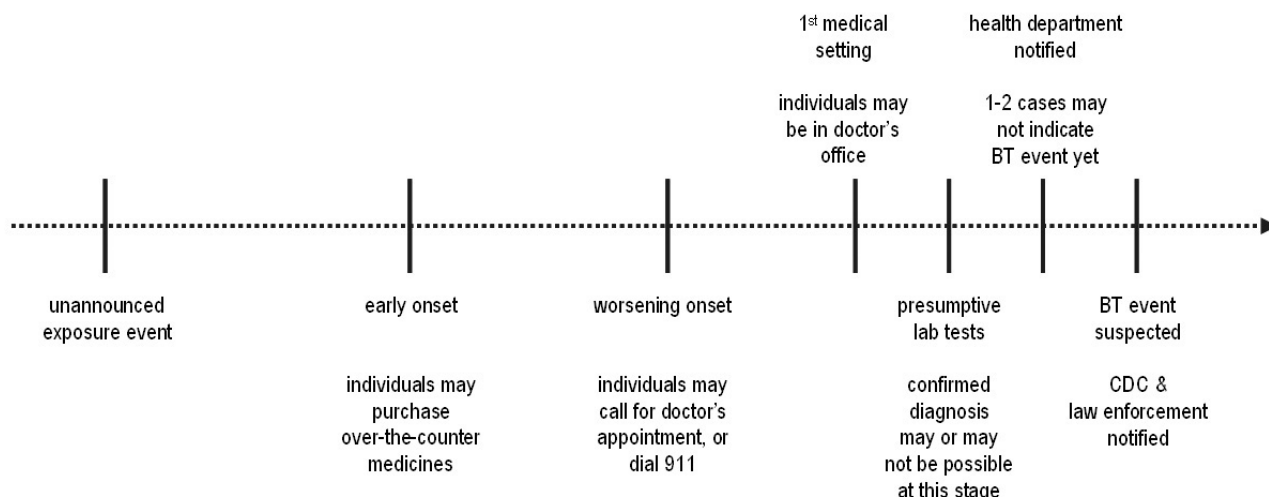 1st medical
setting
individuals may
be in doctor's
office
health department
notified
1-2 cases may
not indicate
BT event yet
unannounced
exposure event
early onset
individuals may
purchase
over-the-counter
medicines
worsening onset
individuals may
call for doctor's
appointment, or
dial 911
presumptive
lab tests
confirmed
diagnosis
may or may
not be possible
at this stage
BT event
suspected
CDC &
law enforcement
notified